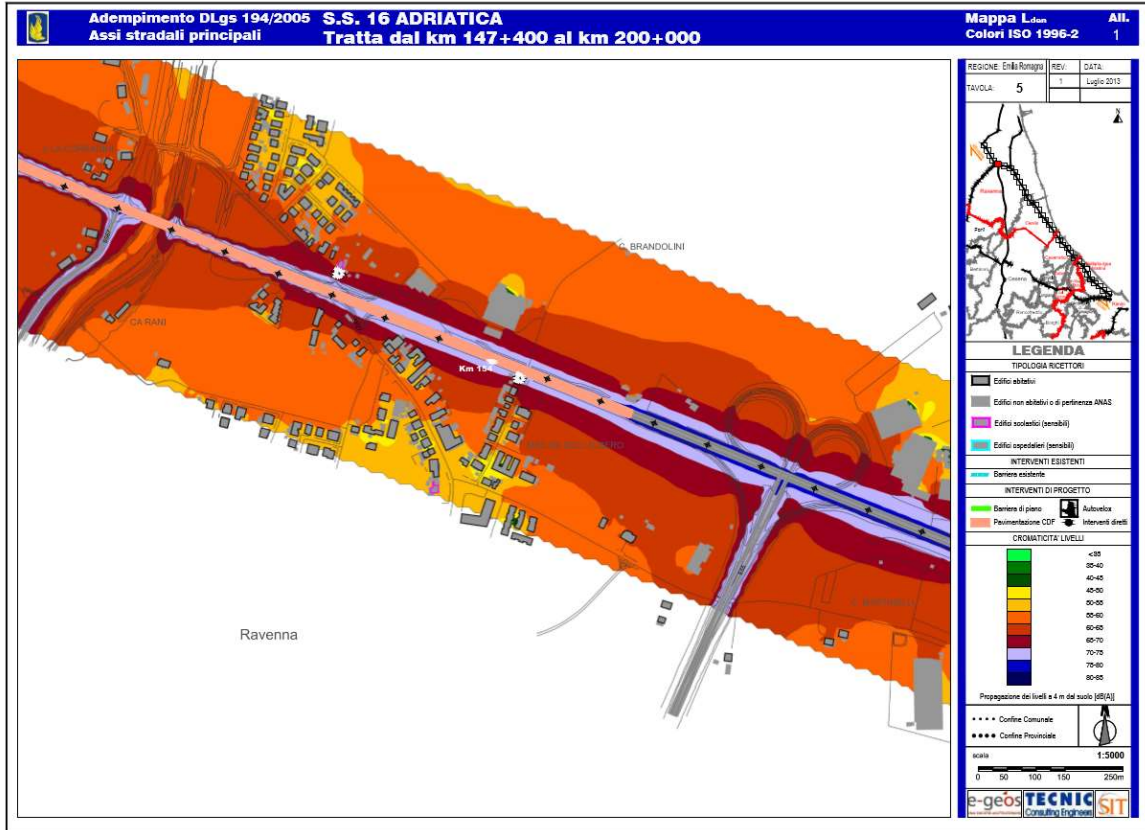 Adempimento DLgs 194/2005
Assi stradali principali
S.S. 16 ADRIATICA
Tratta dal km 147+400 al km 200+000
Mappa Lden
Colori ISO 1996-2
All.
1
REGIONE: Emilia Romagna
REV:
DATA:
TAVOLA: 5
1
Luglio 2013
N
Ravenna
Cervia
Forlì
Cesena
Rimini
C. BRANDOLINI
CA RANI
Km 154
Ravenna
LEGENDA
TIPOLOGIA RICETTORI
Edifici abitativi
Edifici non abitativi o di pertinenza ANAS
Edifici scolastici (sensibili)
Edifici ospedalieri (sensibili)
INTERVENTI ESISTENTI
Barriera esistente
INTERVENTI DI PROGETTO
Barriera di piano
Autovelox
Pavimentazione CDF
Interventi diretti
CROMATICITA' LIVELLI
<35
35-40
40-45
45-50
50-55
55-60
60-65
65-70
70-75
75-80
80-85
Propagazione dei livelli a 4 m dal suolo [dB(A)]
Confine Comunale
Confine Provinciale
scala
1:5000
0 50 100 150 250m
e-geos
TECNIC
Consulting Engineers
SIT